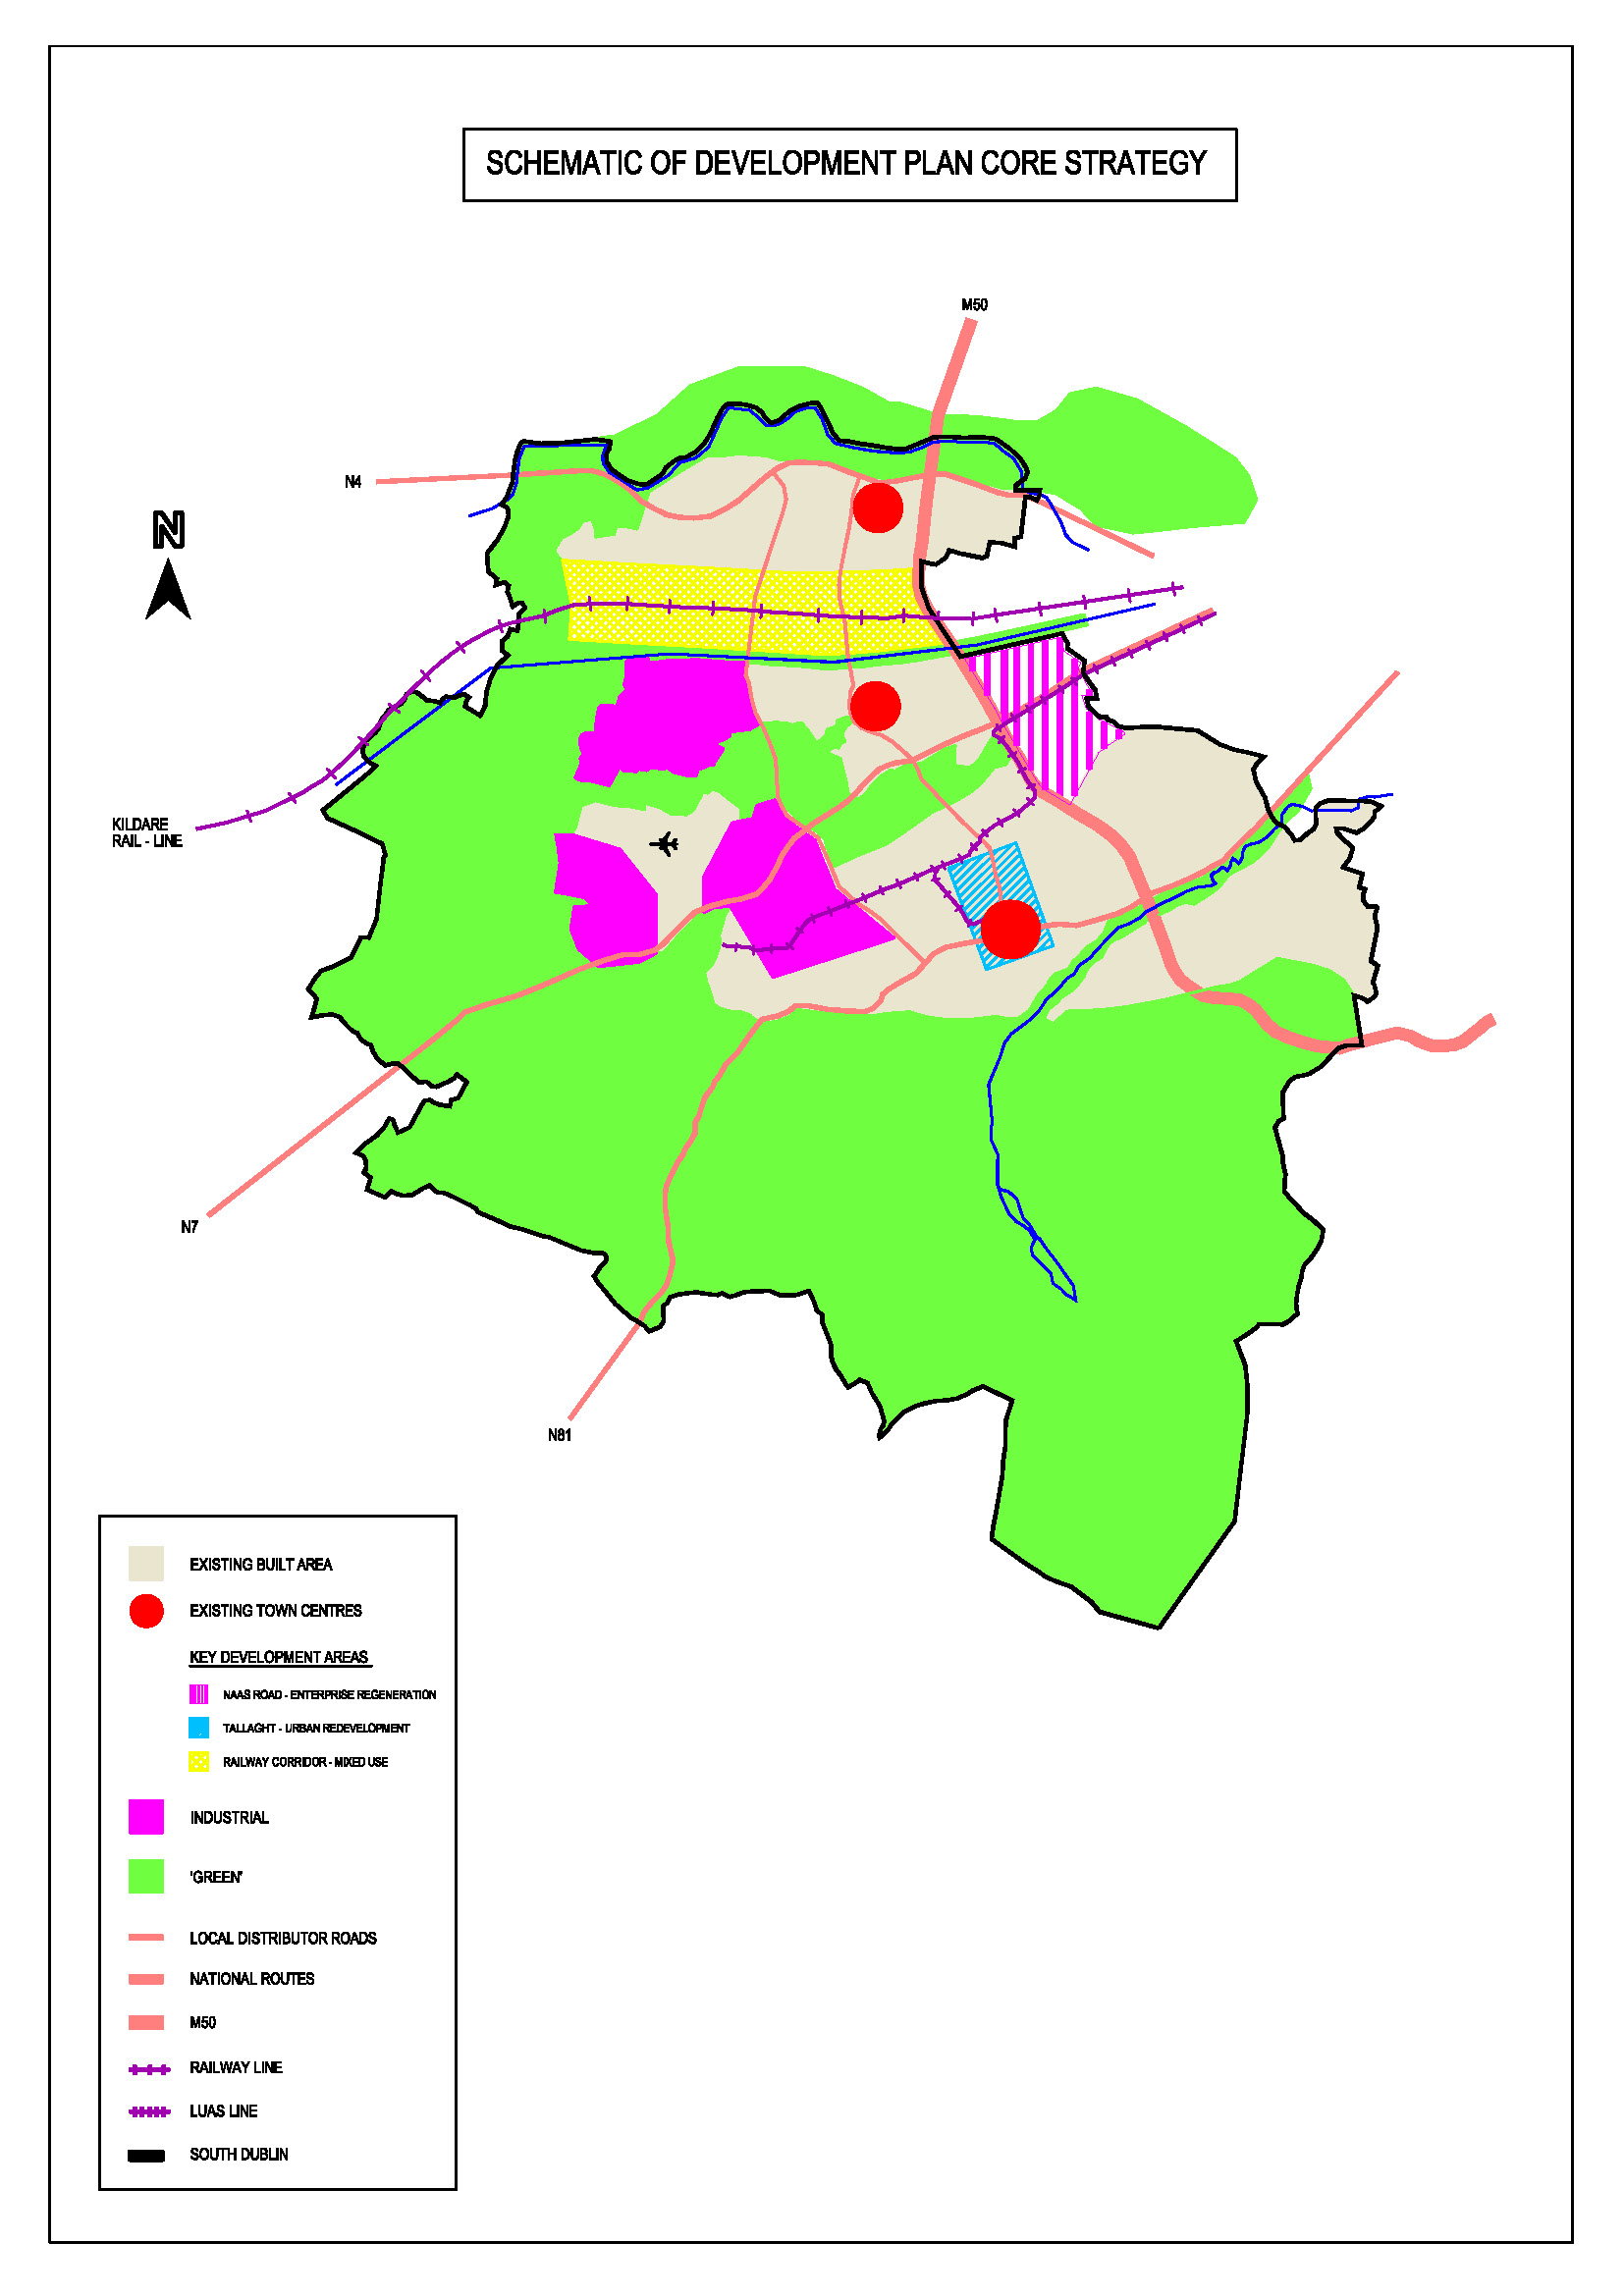 SCHEMATIC OF DEVELOPMENT PLAN CORE STRATEGY
M50
N4
N
KILDARE
RAIL - LINE
N7
N81
EXISTING BUILT AREA
EXISTING TOWN CENTRES
KEY DEVELOPMENT AREAS
NAAS ROAD - ENTERPRISE REGENERATION
TALLAGHT - URBAN REDEVELOPMENT
RAILWAY CORRIDOR - MIXED USE
INDUSTRIAL
'GREEN'
LOCAL DISTRIBUTOR ROADS
NATIONAL ROUTES
M50
RAILWAY LINE
LUAS LINE
SOUTH DUBLIN